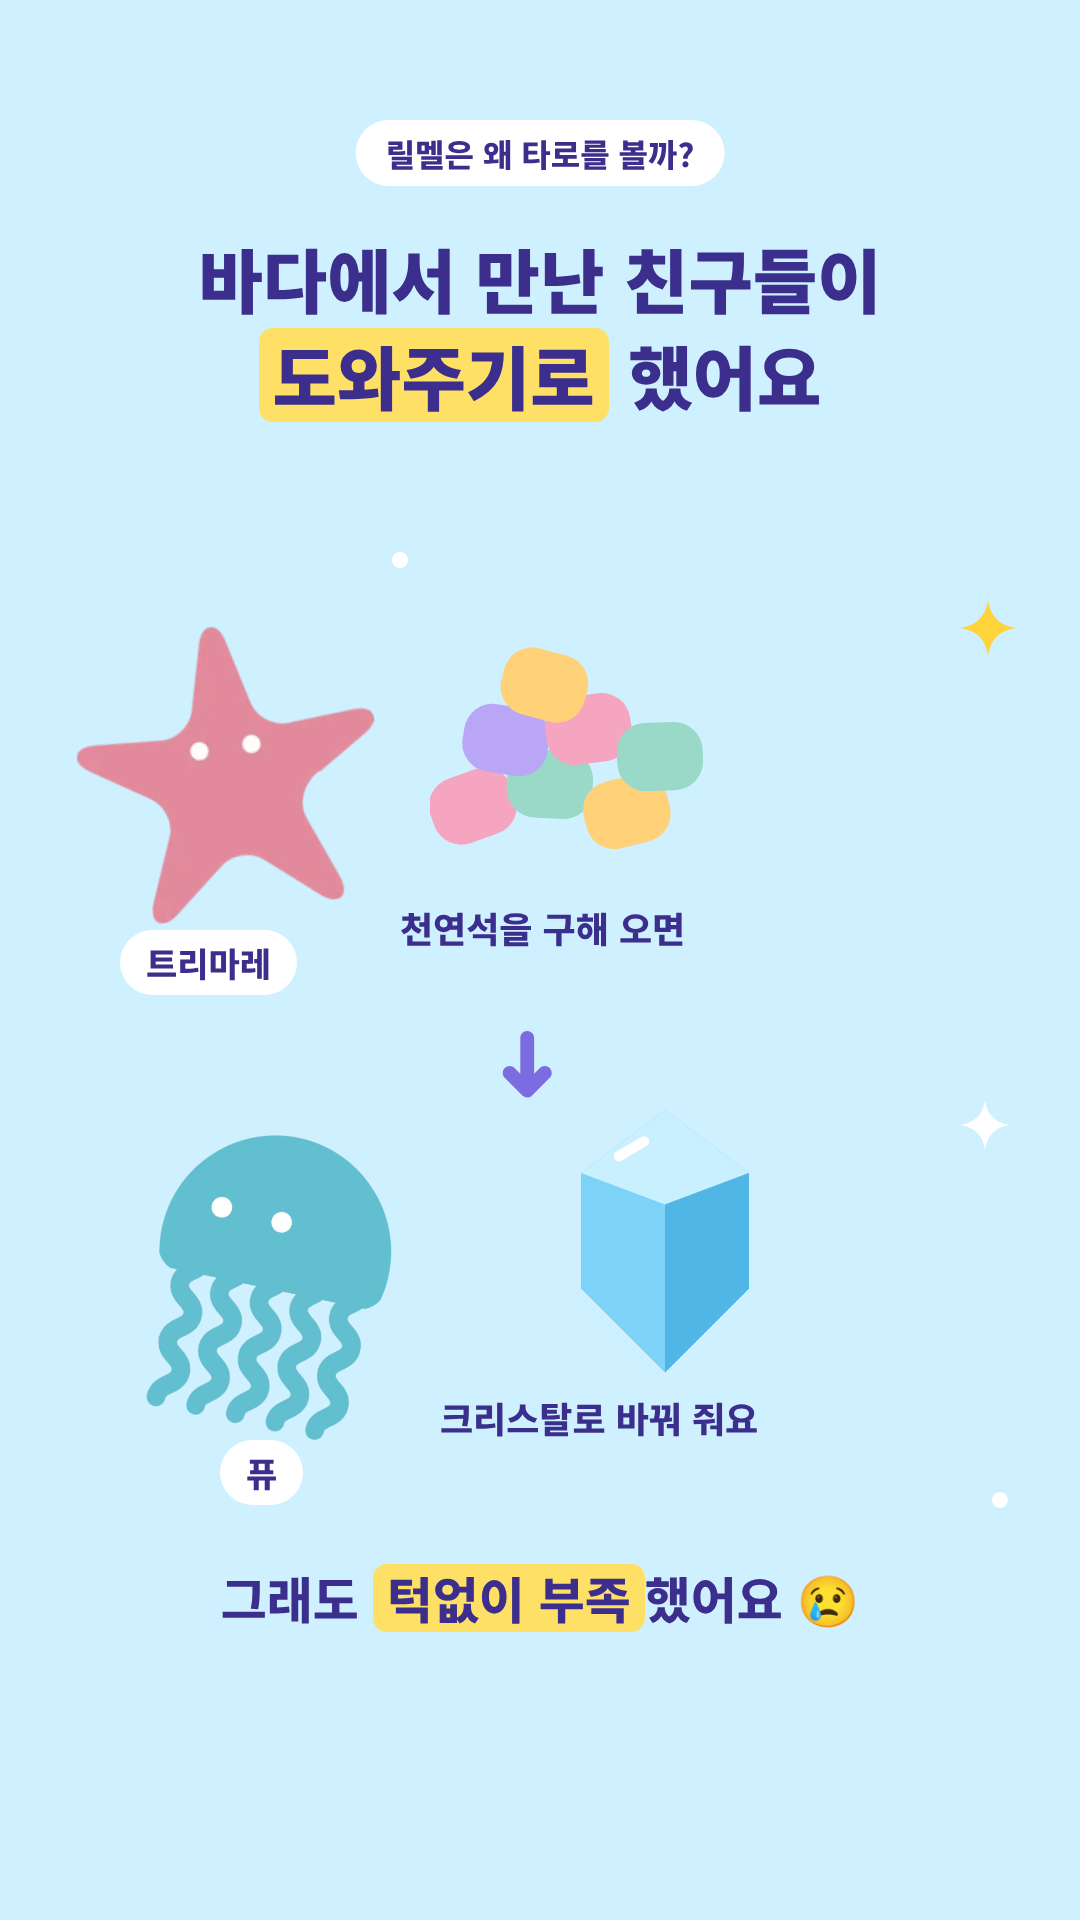 릴멜은 왜 타로를 볼까?
바다에서 만난 친구들이
도와주기로 했어요
천연석을 구해 오면
트리마레
크리스탈로 바꿔 줘요
퓨
그래도 턱없이 부족했어요 😢